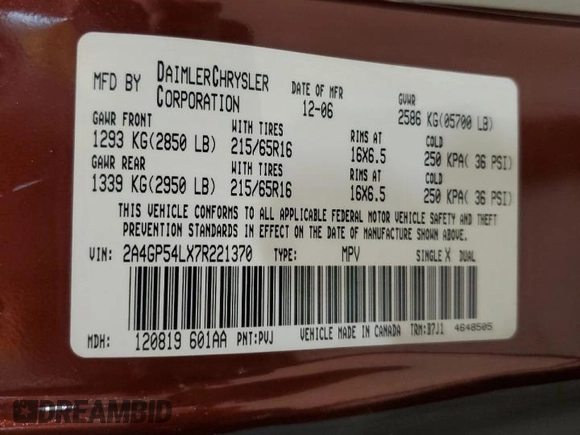 MFD BY DAIMLERCHRYSLER CORPORATION
DATE OF MFR 12-06
GVWR 2586 KG(05700 LB)
GAWR FRONT WITH TIRES RIMS AT COLD
1293 KG(2850 LB) 215/65R16 16X6.5 250 KPA( 36 PSI)
GAWR REAR WITH TIRES RIMS AT COLD
1339 KG(2950 LB) 215/65R16 16X6.5 250 KPA( 36 PSI)
THIS VEHICLE CONFORMS TO ALL APPLICABLE FEDERAL MOTOR VEHICLE SAFETY AND THEFT
PREVENTION STANDARDS IN EFFECT ON THE DATE OF MANUFACTURE SHOWN ABOVE.
VIN: 2A4GP54LX7R221370 TYPE: MPV SINGLE X DUAL
MDH: 120819 601AA PNT:PVJ VEHICLE MADE IN CANADA TRM:B7J1 4648505
DREAMBID